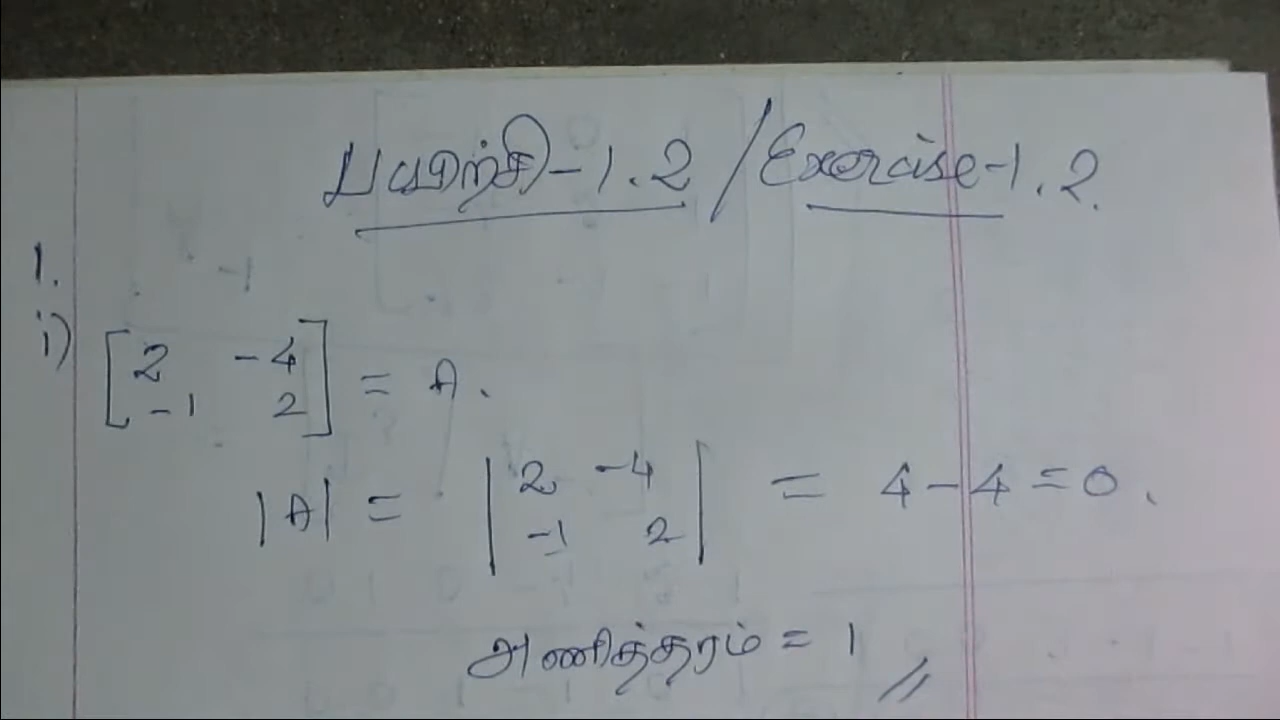 பயிற்சி-1.2 / Exercise-1.2.
1.
i) [2 -4
-1 2] = A.
|A| = |2 -4
-1 2| = 4-4=0.
அணித்தரம் = 1 //